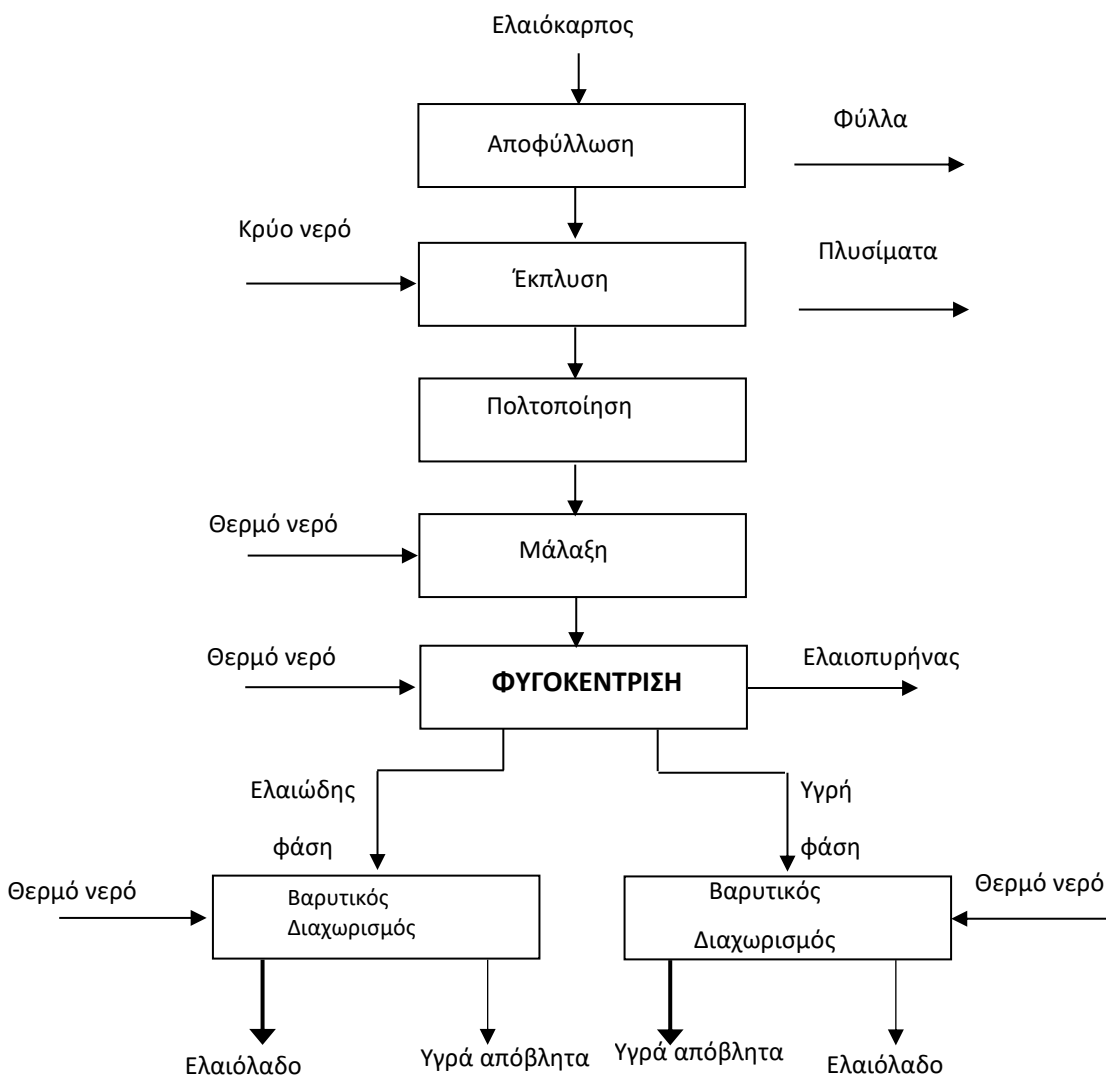 Ελαιόκαρπος
Αποφύλλωση
Φύλλα
Κρύο νερό
Έκπλυση
Πλυσίματα
Πολτοποίηση
Θερμό νερό
Μάλαξη
Θερμό νερό
ΦΥΓΟΚΕΝΤΡΙΣΗ
Ελαιοπυρήνας
Ελαιώδης
φάση
Υγρή
φάση
Θερμό νερό
Βαρυτικός
Διαχωρισμός
Βαρυτικός
Διαχωρισμός
Θερμό νερό
Ελαιόλαδο
Υγρά απόβλητα
Υγρά απόβλητα
Ελαιόλαδο